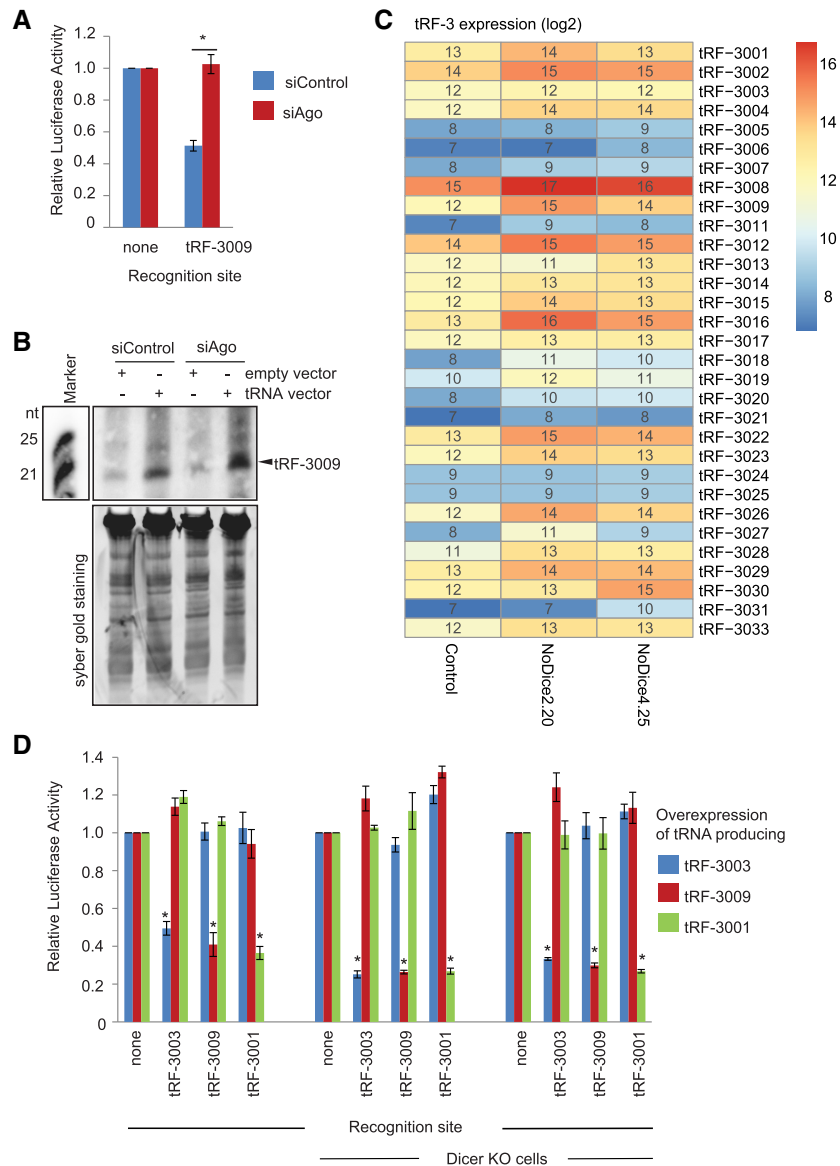 A
Relative Luciferase Activity
1.2
1.0
0.8
0.6
0.4
0.2
0
*
siControl
siAgo
none
tRF-3009
Recognition site
B
Marker
siControl
siAgo
+ - + - empty vector
- + - + tRNA vector
nt
25
21
tRF-3009
syber gold staining
C
tRF-3 expression (log2)
13 14 13 tRF-3001
14 15 15 tRF-3002
12 12 12 tRF-3003
12 14 14 tRF-3004
8 8 9 tRF-3005
7 7 8 tRF-3006
8 9 9 tRF-3007
15 17 16 tRF-3008
12 15 14 tRF-3009
7 9 8 tRF-3011
14 15 15 tRF-3012
12 11 13 tRF-3013
12 13 13 tRF-3014
12 14 13 tRF-3015
13 16 15 tRF-3016
12 13 13 tRF-3017
8 11 10 tRF-3018
10 12 11 tRF-3019
8 10 10 tRF-3020
7 8 8 tRF-3021
13 15 14 tRF-3022
12 14 13 tRF-3023
9 9 9 tRF-3024
9 9 9 tRF-3025
12 14 14 tRF-3026
8 11 9 tRF-3027
11 13 13 tRF-3028
13 14 14 tRF-3029
12 13 15 tRF-3030
7 7 10 tRF-3031
12 13 13 tRF-3033
Control
NoDice2.20
NoDice4.25
16
14
12
10
8
D
Relative Luciferase Activity
1.4
1.2
1.0
0.8
0.6
0.4
0.2
0
* * *
* * *
* * *
none
tRF-3003
tRF-3009
tRF-3001
none
tRF-3003
tRF-3009
tRF-3001
none
tRF-3003
tRF-3009
tRF-3001
Overexpression
of tRNA producing
tRF-3003
tRF-3009
tRF-3001
Recognition site
Dicer KO cells